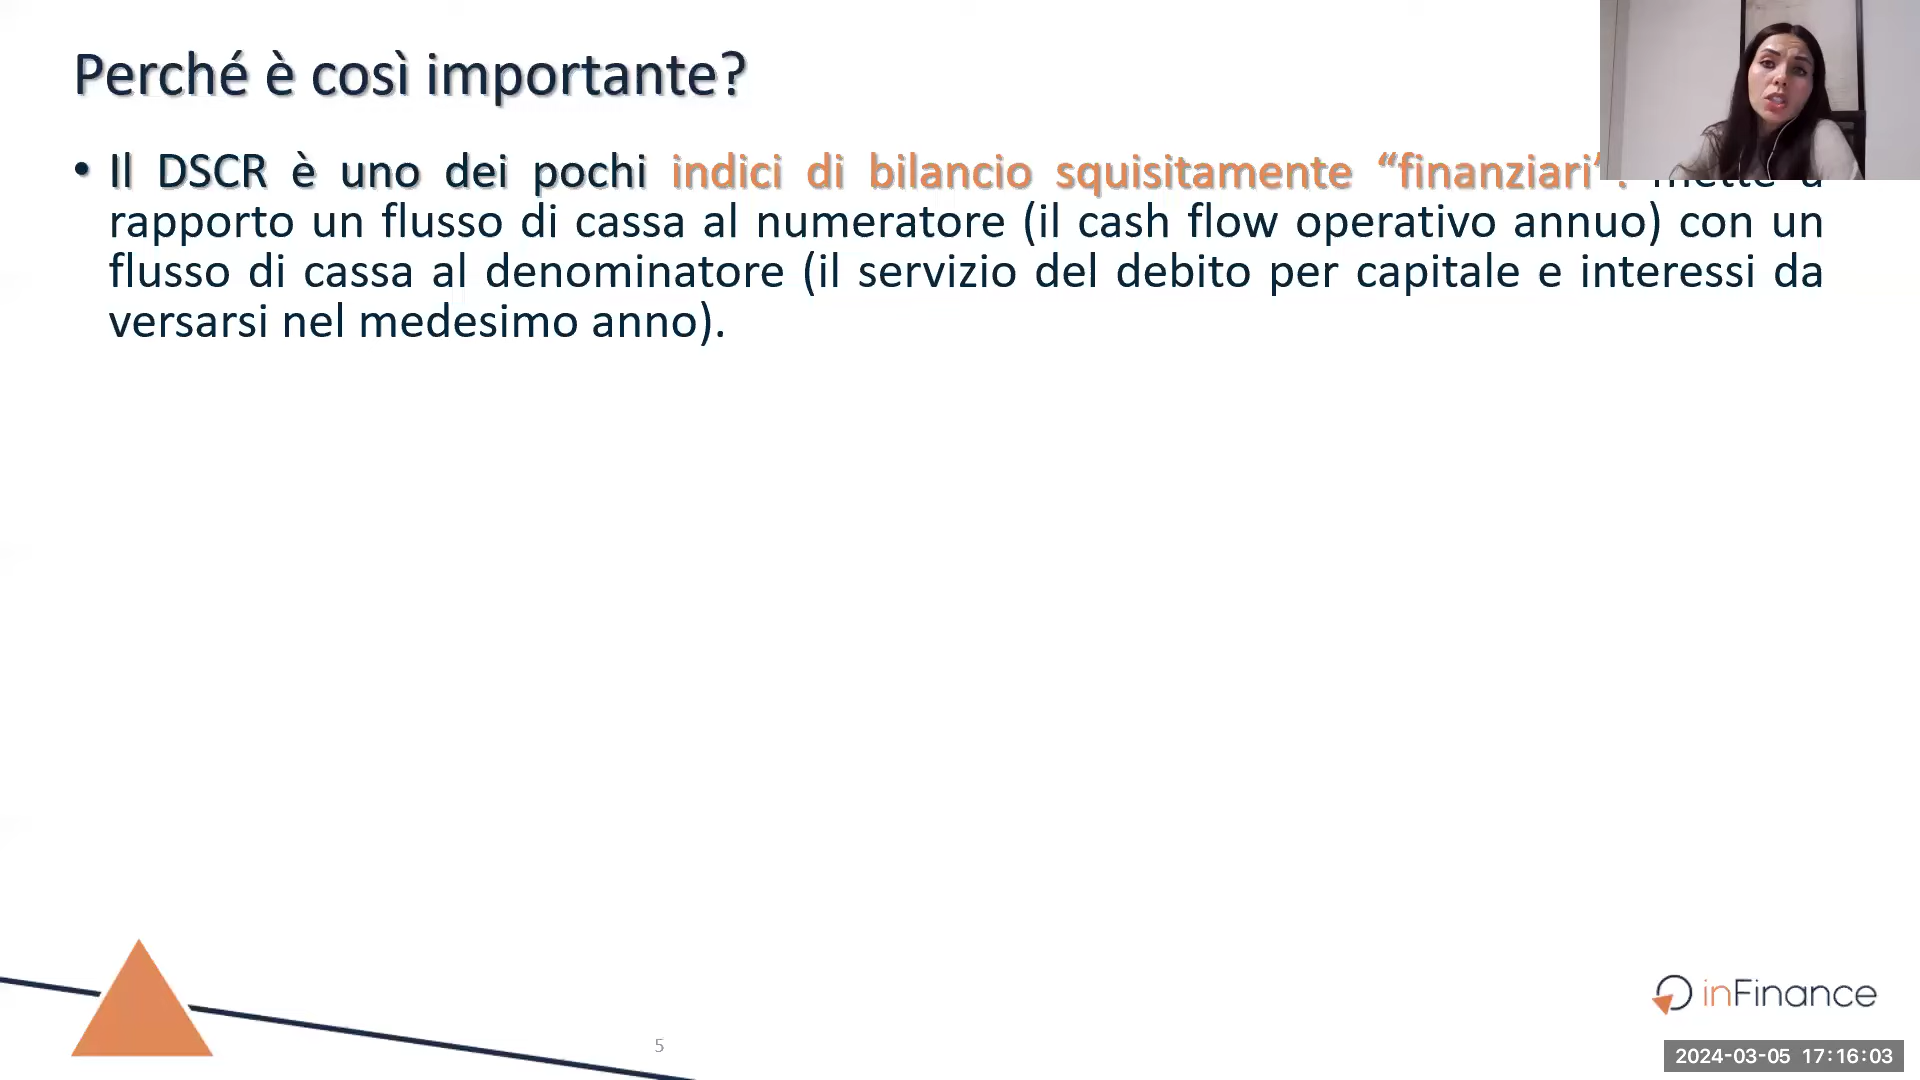 Perché è così importante?
• Il DSCR è uno dei pochi indici di bilancio squisitamente “finanziari”: mette a
rapporto un flusso di cassa al numeratore (il cash flow operativo annuo) con un
flusso di cassa al denominatore (il servizio del debito per capitale e interessi da
versarsi nel medesimo anno).
inFinance
5
2024-03-05 17:16:03